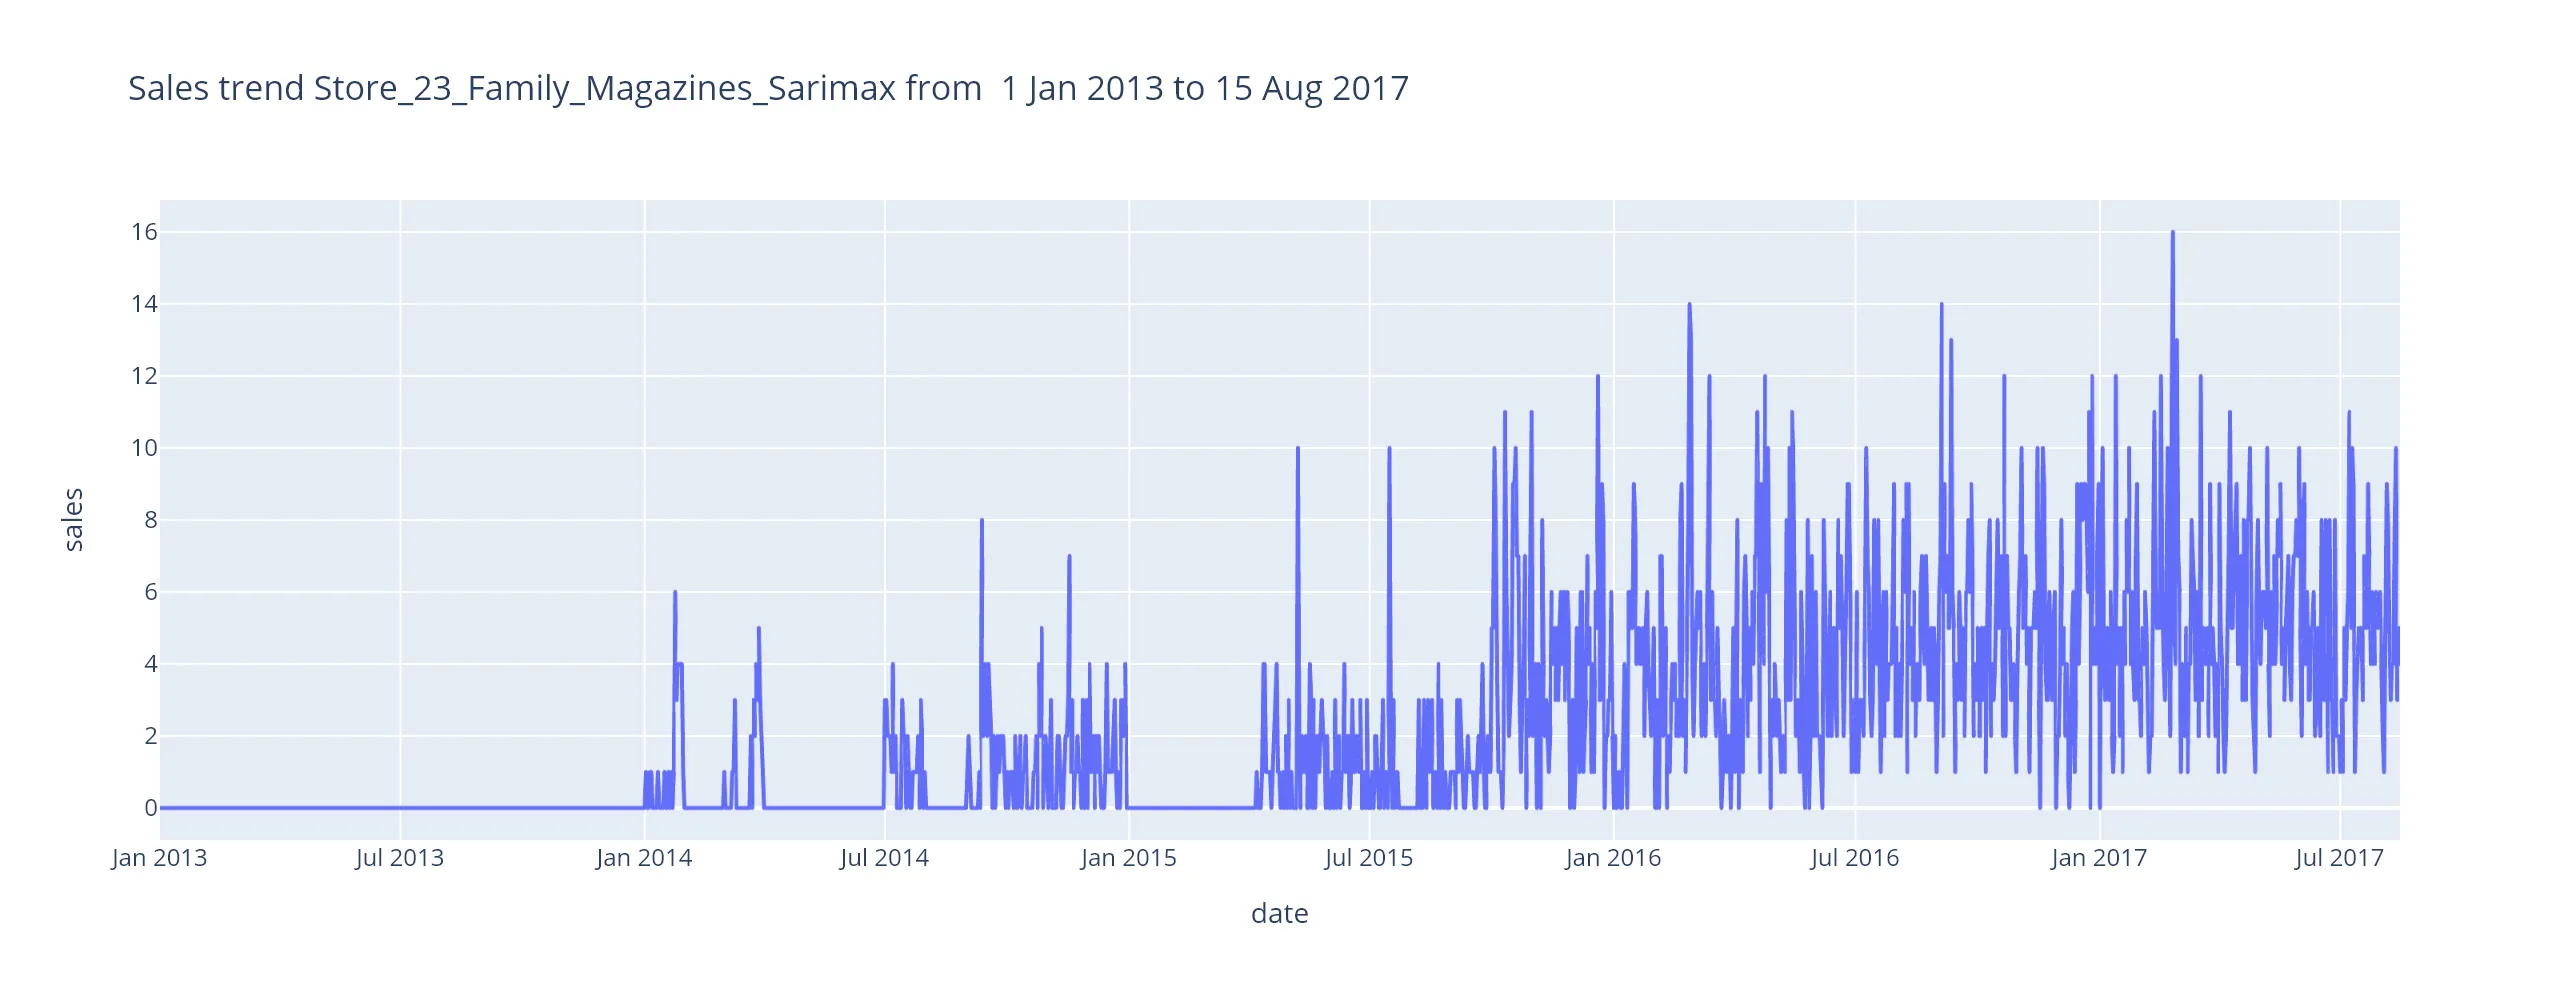 Sales trend Store_23_Family_Magazines_Sarimax from  1 Jan 2013 to 15 Aug 2017
16
14
12
10
8
6
4
2
0
sales
Jan 2013 Jul 2013 Jan 2014 Jul 2014 Jan 2015 Jul 2015 Jan 2016 Jul 2016 Jan 2017 Jul 2017
date